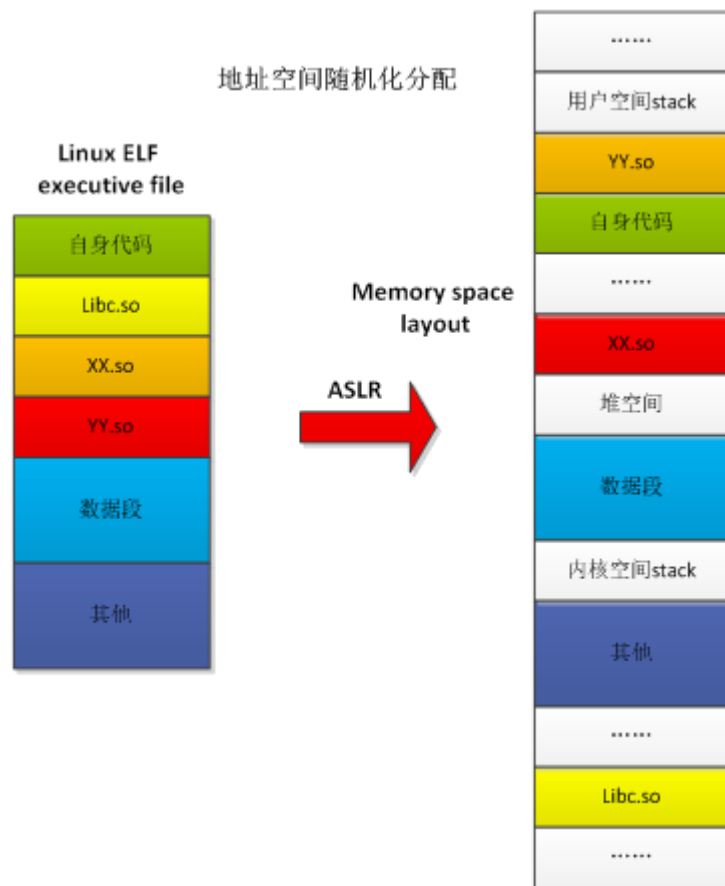 地址空间随机化分配
Linux ELF
executive file
自身代码
Libc.so
XX.so
YY.so
数据段
其他
ASLR
Memory space
layout
……
用户空间stack
YY.so
自身代码
……
XX.so
堆空间
数据段
内核空间stack
其他
……
Libc.so
……